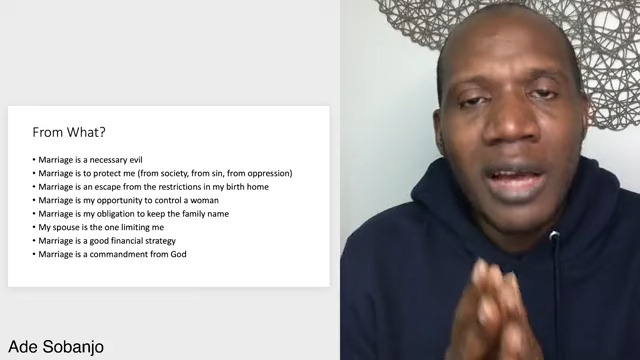 From What?
• Marriage is a necessary evil
• Marriage is to protect me (from society, from sin, from oppression)
• Marriage is an escape from the restrictions in my birth home
• Marriage is my opportunity to control a woman
• Marriage is my obligation to keep the family name
• My spouse is the one limiting me
• Marriage is a good financial strategy
• Marriage is a commandment from God
Ade Sobanjo